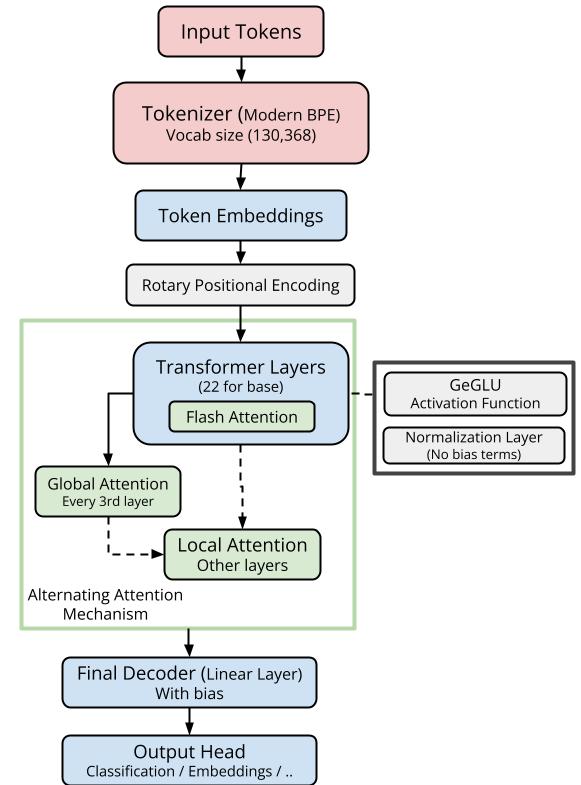 Input Tokens
Tokenizer (Modern BPE)
Vocab size (130,368)
Token Embeddings
Rotary Positional Encoding
Transformer Layers
(22 for base)
Flash Attention
GeGLU
Activation Function
Normalization Layer
(No bias terms)
Global Attention
Every 3rd layer
Local Attention
Other layers
Alternating Attention
Mechanism
Final Decoder (Linear Layer)
With bias
Output Head
Classification / Embeddings / ..